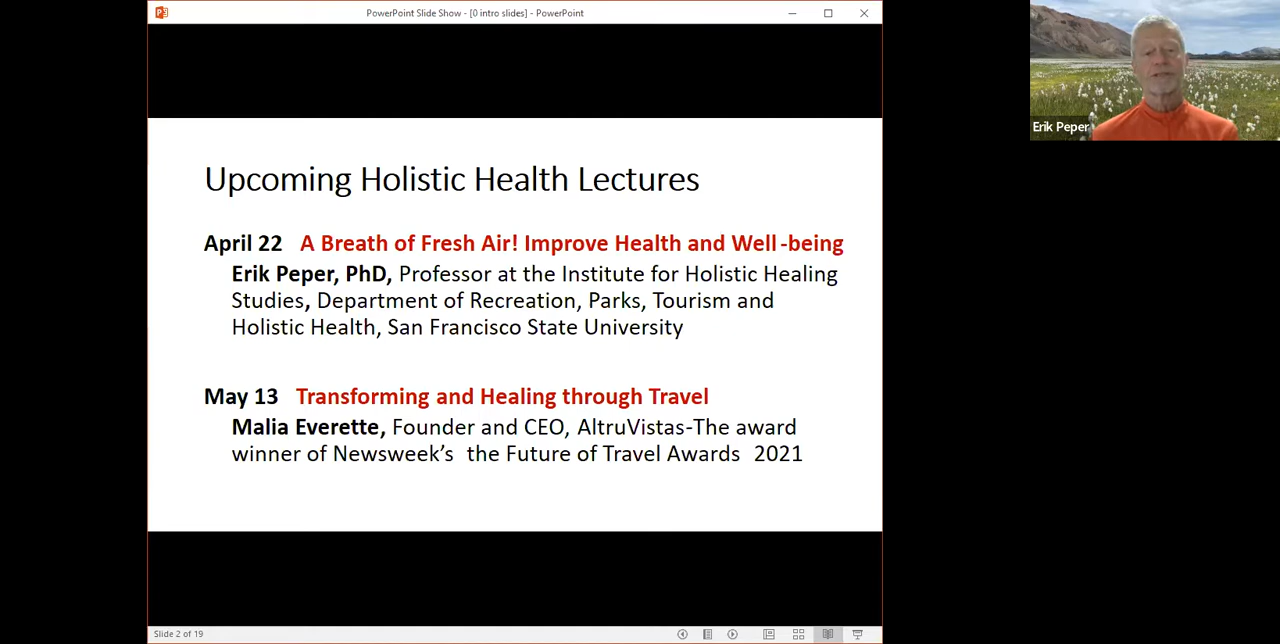 PowerPoint Slide Show - [0 intro slides] - PowerPoint
Erik Peper
Upcoming Holistic Health Lectures
April 22 A Breath of Fresh Air! Improve Health and Well -being
Erik Peper, PhD, Professor at the Institute for Holistic Healing
Studies, Department of Recreation, Parks, Tourism and
Holistic Health, San Francisco State University
May 13 Transforming and Healing through Travel
Malia Everette, Founder and CEO, AltruVistas-The award
winner of Newsweek's the Future of Travel Awards 2021
Slide 2 of 19